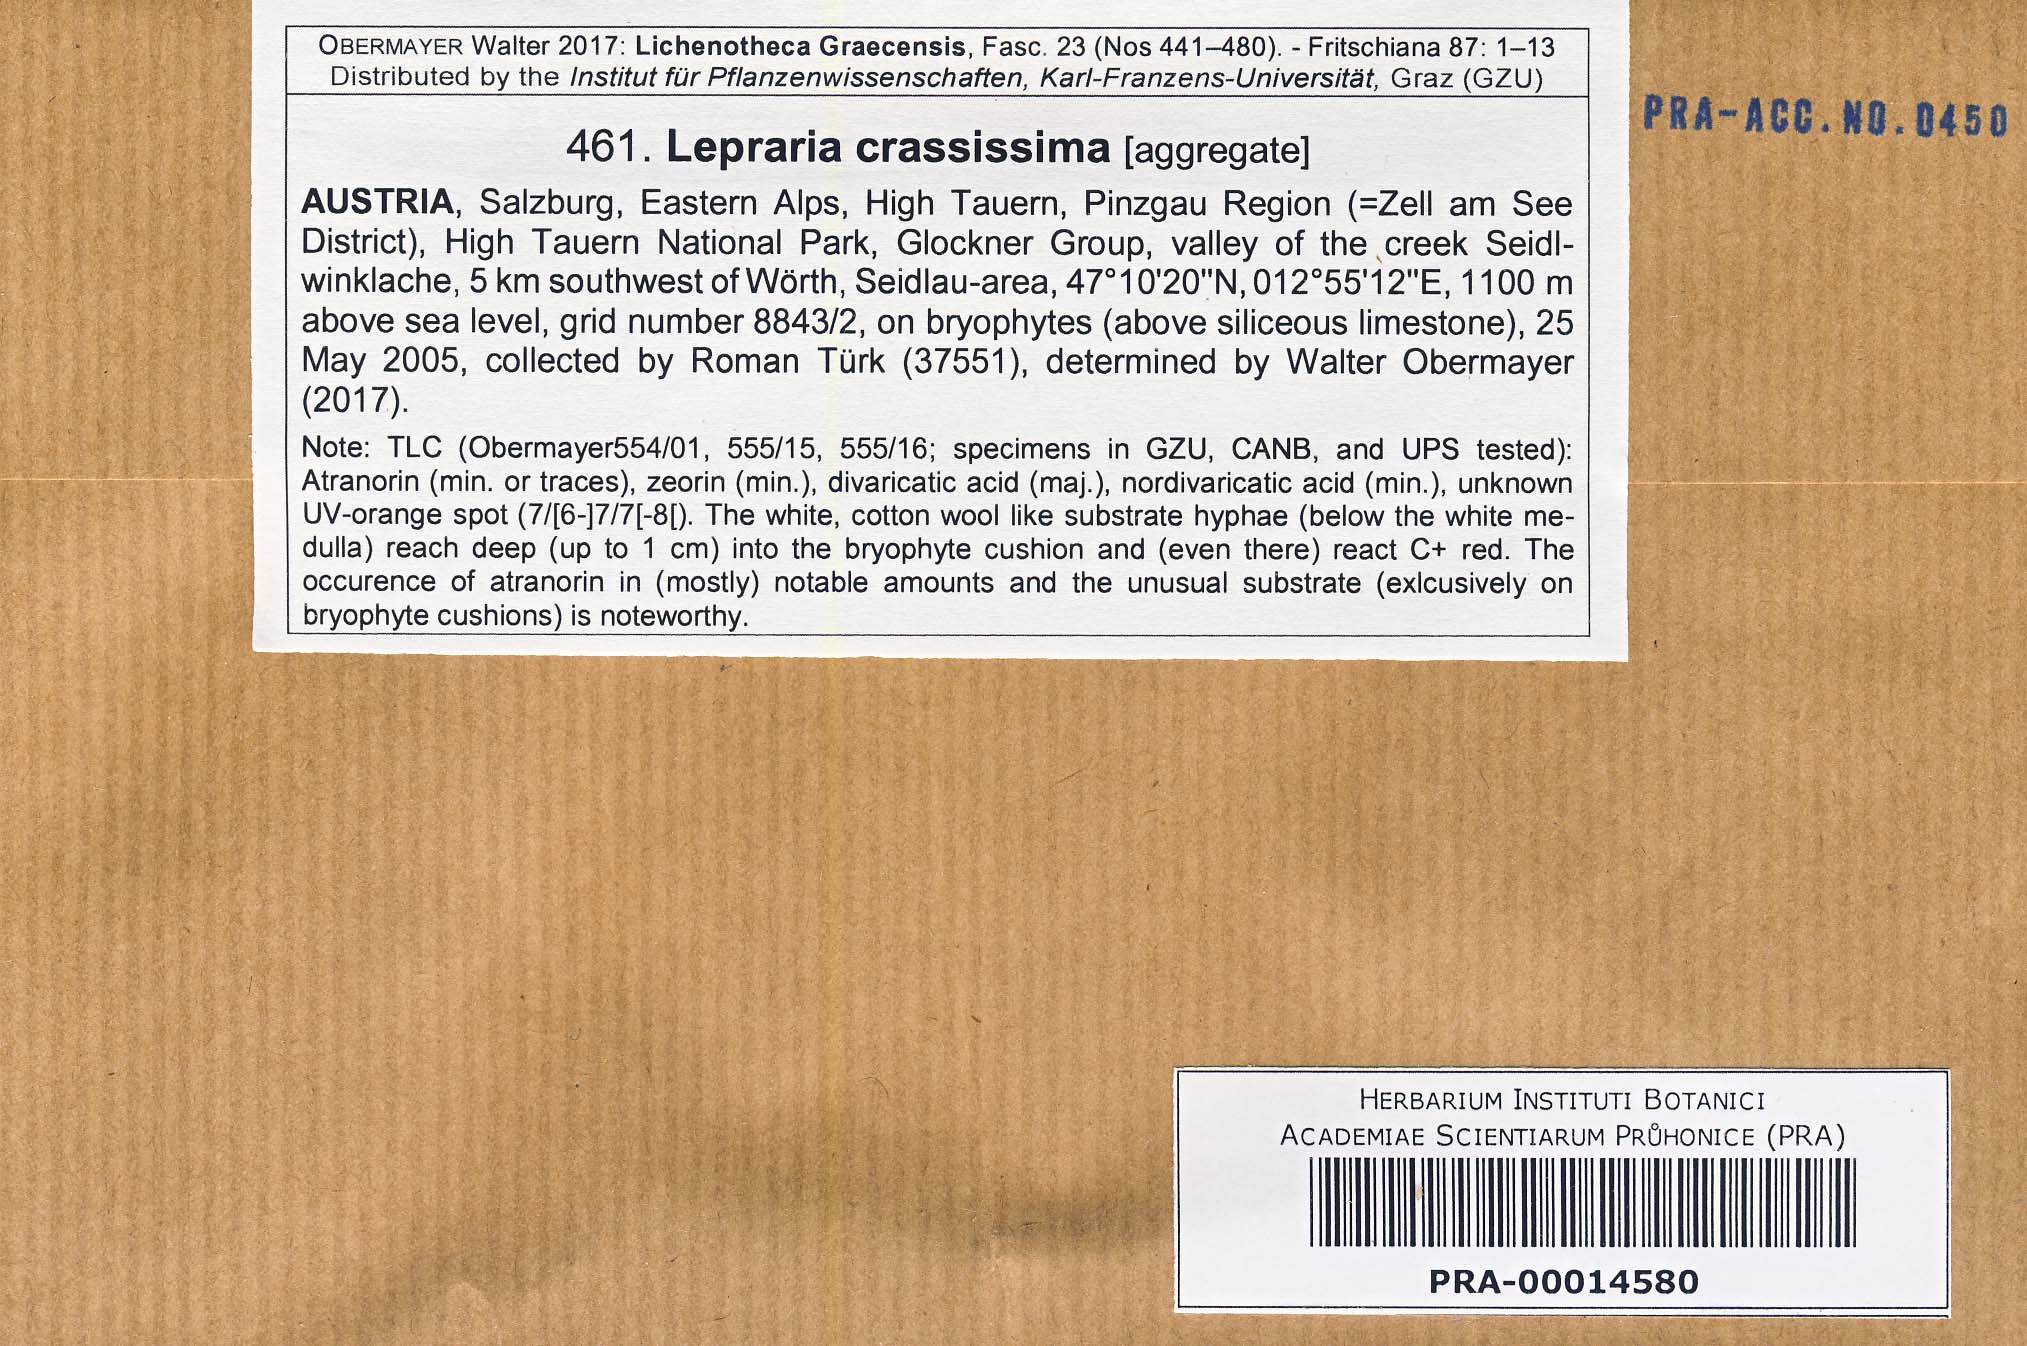 OBERMAYER Walter 2017: Lichenotheca Graecensis, Fasc. 23 (Nos 441–480). - Fritschiana 87: 1–13
Distributed by the Institut für Pflanzenwissenschaften, Karl-Franzens-Universität, Graz (GZU)
PRA-ACC.NO.0450
461. Lepraria crassissima [aggregate]
AUSTRIA, Salzburg, Eastern Alps, High Tauern, Pinzgau Region (=Zell am See
District), High Tauern National Park, Glockner Group, valley of the creek Seidl-
winklache, 5 km southwest of Wörth, Seidlau-area, 47°10'20"N, 012°55'12"E, 1100 m
above sea level, grid number 8843/2, on bryophytes (above siliceous limestone), 25
May 2005, collected by Roman Türk (37551), determined by Walter Obermayer
(2017).
Note: TLC (Obermayer554/01, 555/15, 555/16; specimens in GZU, CANB, and UPS tested):
Atranorin (min. or traces), zeorin (min.), divaricatic acid (maj.), nordivaricatic acid (min.), unknown
UV-orange spot (7/[6-]7/7[-8[). The white, cotton wool like substrate hyphae (below the white me-
dulla) reach deep (up to 1 cm) into the bryophyte cushion and (even there) react C+ red. The
occurence of atranorin in (mostly) notable amounts and the unusual substrate (exlcusively on
bryophyte cushions) is noteworthy.
HERBARIUM INSTITUTI BOTANICI
ACADEMIAE SCIENTIARUM PRŮHONICE (PRA)
PRA-00014580